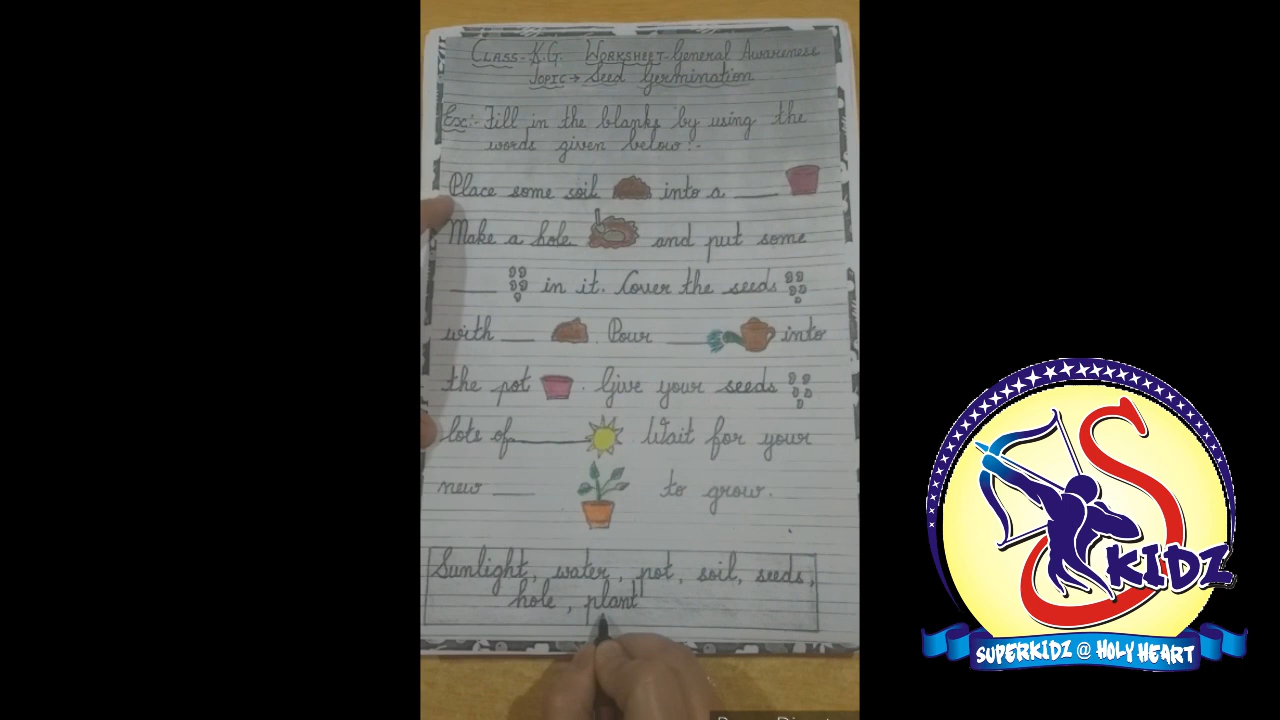 Class-K.G. Worksheet-General Awareness
Topic→ Seed Germination
Ex:- Fill in the blanks by using the
words given below:-
Place some soil into a ____
Make a hole and put some
____ in it. Cover the seeds
with ___ . Pour ____ into
the pot . Give your seeds
lots of________ Wait for your
new ____ to grow.
Sunlight, water, pot, soil, seeds,
hole, plant
S
KIDZ
SUPERKIDZ @ HOLY HEART